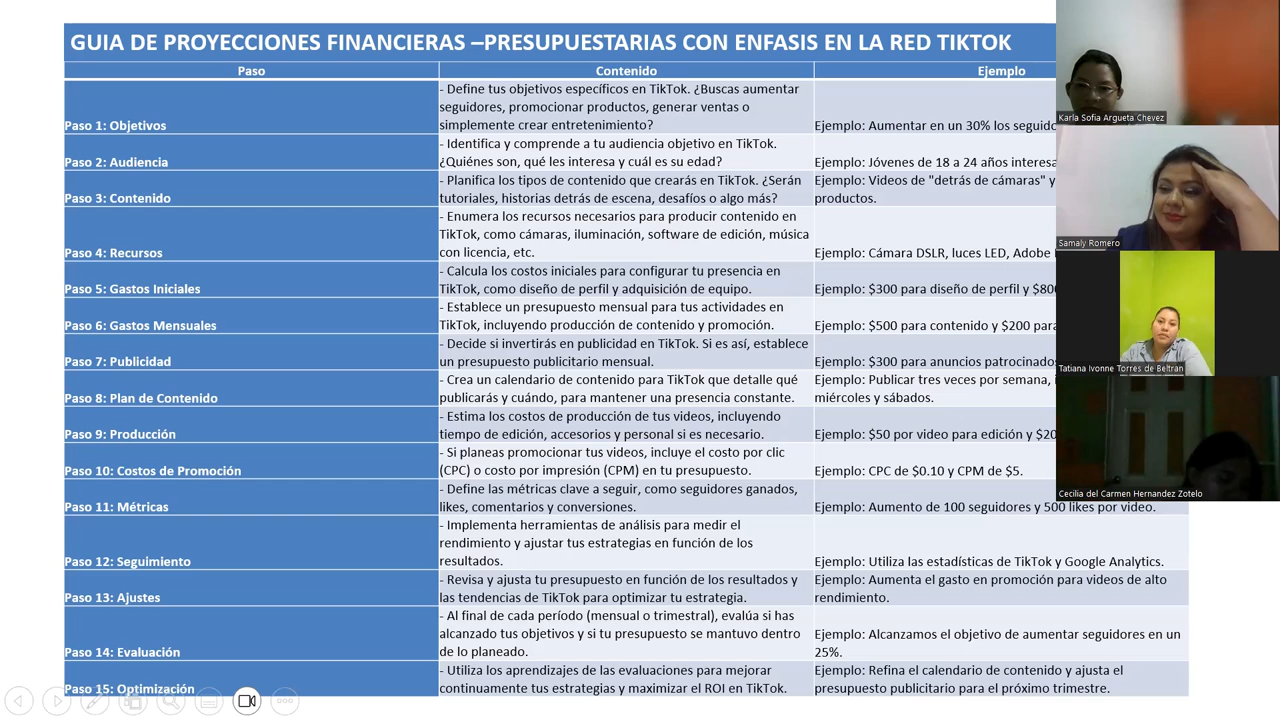 GUIA DE PROYECCIONES FINANCIERAS –PRESUPUESTARIAS CON ENFASIS EN LA RED TIKTOK
Paso
Contenido
Ejemplo
Paso 1: Objetivos
- Define tus objetivos específicos en TikTok. ¿Buscas aumentar
seguidores, promocionar productos, generar ventas o
simplemente crear entretenimiento?
Ejemplo: Aumentar en un 30% los
Paso 2: Audiencia
- Identifica y comprende a tu audiencia objetivo en TikTok.
¿Quiénes son, qué les interesa y cuál es su edad?
Ejemplo: Jóvenes de 18 a 24 años
Paso 3: Contenido
- Planifica los tipos de contenido que crearás en TikTok. ¿Serán
tutoriales, historias detrás de escena, desafíos o algo más?
Ejemplo: Videos de "detrás de cámaras" y
productos.
Paso 4: Recursos
- Enumera los recursos necesarios para producir contenido en
TikTok, como cámaras, iluminación, software de edición, música
con licencia, etc.
Ejemplo: Cámara DSLR, luces LED, Adobe
Paso 5: Gastos Iniciales
- Calcula los costos iniciales para configurar tu presencia en
TikTok, como diseño de perfil y adquisición de equipo.
Ejemplo: $300 para diseño de perfil y $800
Paso 6: Gastos Mensuales
- Establece un presupuesto mensual para tus actividades en
TikTok, incluyendo producción de contenido y promoción.
Ejemplo: $500 para contenido y $200 para
Paso 7: Publicidad
- Decide si invertirás en publicidad en TikTok. Si es así, establece
un presupuesto publicitario mensual.
Ejemplo: $300 para anuncios patrocinados
Paso 8: Plan de Contenido
- Crea un calendario de contenido para TikTok que detalle qué
publicarás y cuándo, para mantener una presencia constante.
Ejemplo: Publicar tres veces por semana,
miércoles y sábados.
Paso 9: Producción
- Estima los costos de producción de tus videos, incluyendo
tiempo de edición, accesorios y personal si es necesario.
Ejemplo: $50 por video para edición y
Paso 10: Costos de Promoción
- Si planeas promocionar tus videos, incluye el costo por clic
(CPC) o costo por impresión (CPM) en tu presupuesto.
Ejemplo: CPC de $0.10 y CPM de $5.
Paso 11: Métricas
- Define las métricas clave a seguir, como seguidores ganados,
likes, comentarios y conversiones.
Ejemplo: Aumento de 100 seguidores y 500 likes por video.
Paso 12: Seguimiento
- Implementa herramientas de análisis para medir el
rendimiento y ajustar tus estrategias en función de los
resultados.
Ejemplo: Utiliza las estadísticas de TikTok y Google Analytics.
Paso 13: Ajustes
- Revisa y ajusta tu presupuesto en función de los resultados y
las tendencias de TikTok para optimizar tu estrategia.
Ejemplo: Aumenta el gasto en promoción para videos de alto
rendimiento.
Paso 14: Evaluación
- Al final de cada período (mensual o trimestral), evalúa si has
alcanzado tus objetivos y si tu presupuesto se mantuvo dentro
de lo planeado.
Ejemplo: Alcanzamos el objetivo de aumentar seguidores en un
25%.
Paso 15: Optimización
- Utiliza los aprendizajes de las evaluaciones para mejorar
continuamente tus estrategias y maximizar el ROI en TikTok.
Ejemplo: Refina el calendario de contenido y ajusta el
presupuesto publicitario para el próximo trimestre.
Karla Sofia Argueta Chevez
Samaly Romero
Tatiana Ivonne Torres de Beltran
Cecilia del Carmen Hernandez Zotelo